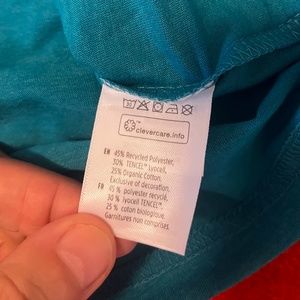 clevercare.info
EN 45% Recycled Polyester,
30% TENCEL™ Lyocell,
25% Organic Cotton,
Exclusive of decoration.
FR 45 % polyester recyclé,
30 % lyocell TENCEL™,
25 % coton biologique.
Garnitures non comprises.